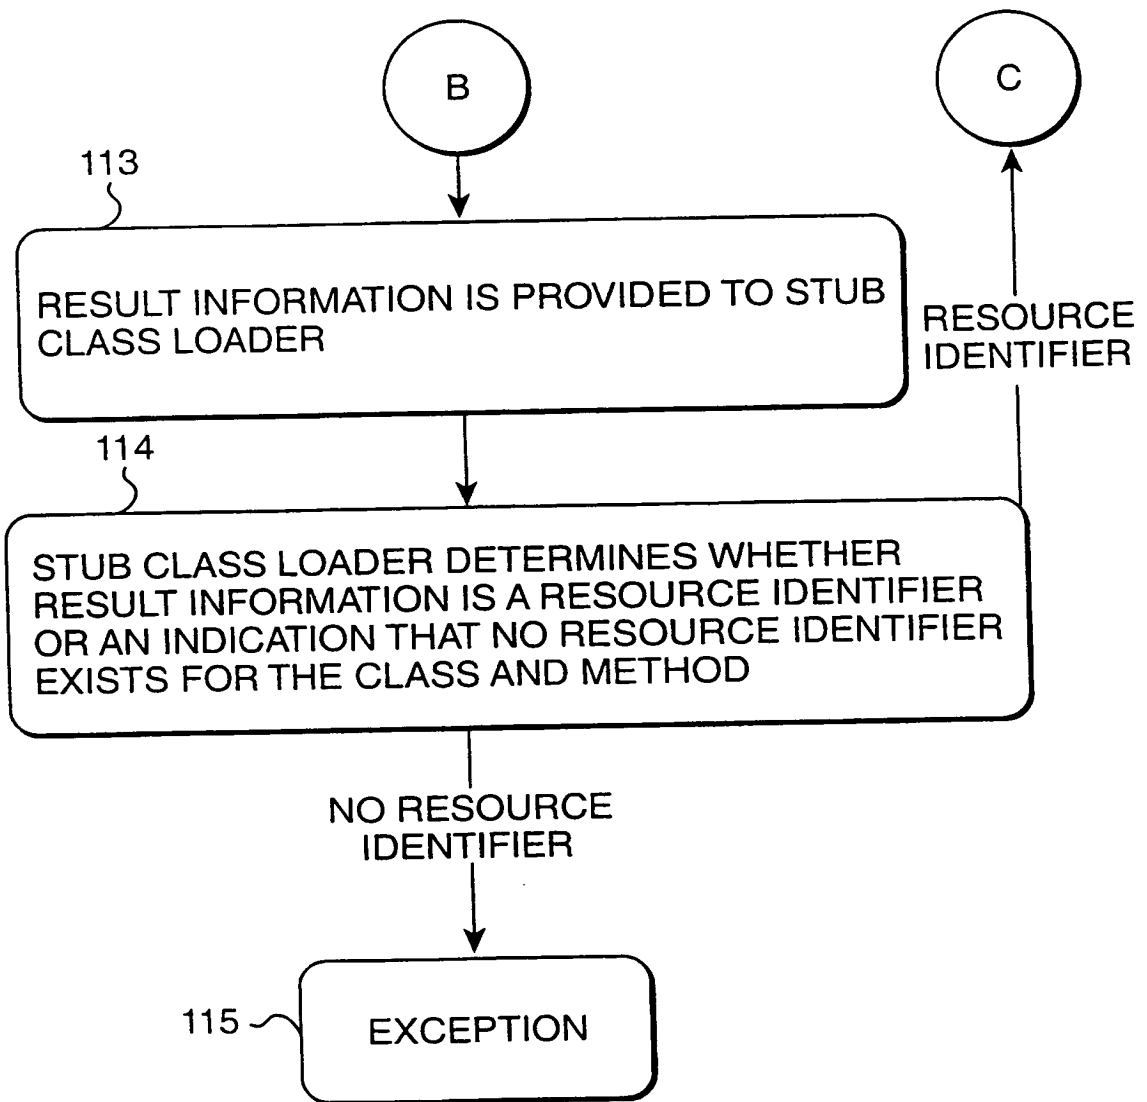 B
C
113
RESULT INFORMATION IS PROVIDED TO STUB
CLASS LOADER
RESOURCE
IDENTIFIER
114
STUB CLASS LOADER DETERMINES WHETHER
RESULT INFORMATION IS A RESOURCE IDENTIFIER
OR AN INDICATION THAT NO RESOURCE IDENTIFIER
EXISTS FOR THE CLASS AND METHOD
NO RESOURCE
IDENTIFIER
115
EXCEPTION